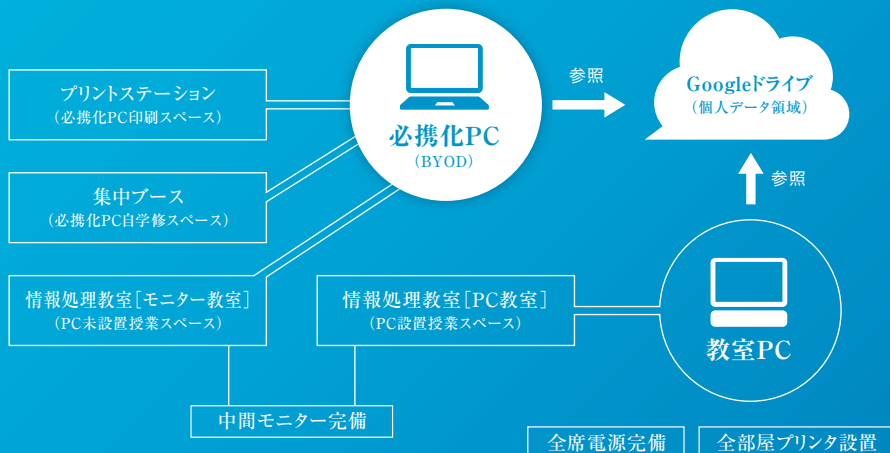 プリントステーション
（必携化PC印刷スペース）
必携化PC
（BYOD）
参照
Googleドライブ
（個人データ領域）
参照
集中ブース
（必携化PC自学修スペース）
情報処理教室［モニター教室］
（PC未設置授業スペース）
情報処理教室［PC教室］
（PC設置授業スペース）
教室PC
中間モニター完備
全席電源完備
全部屋プリンタ設置